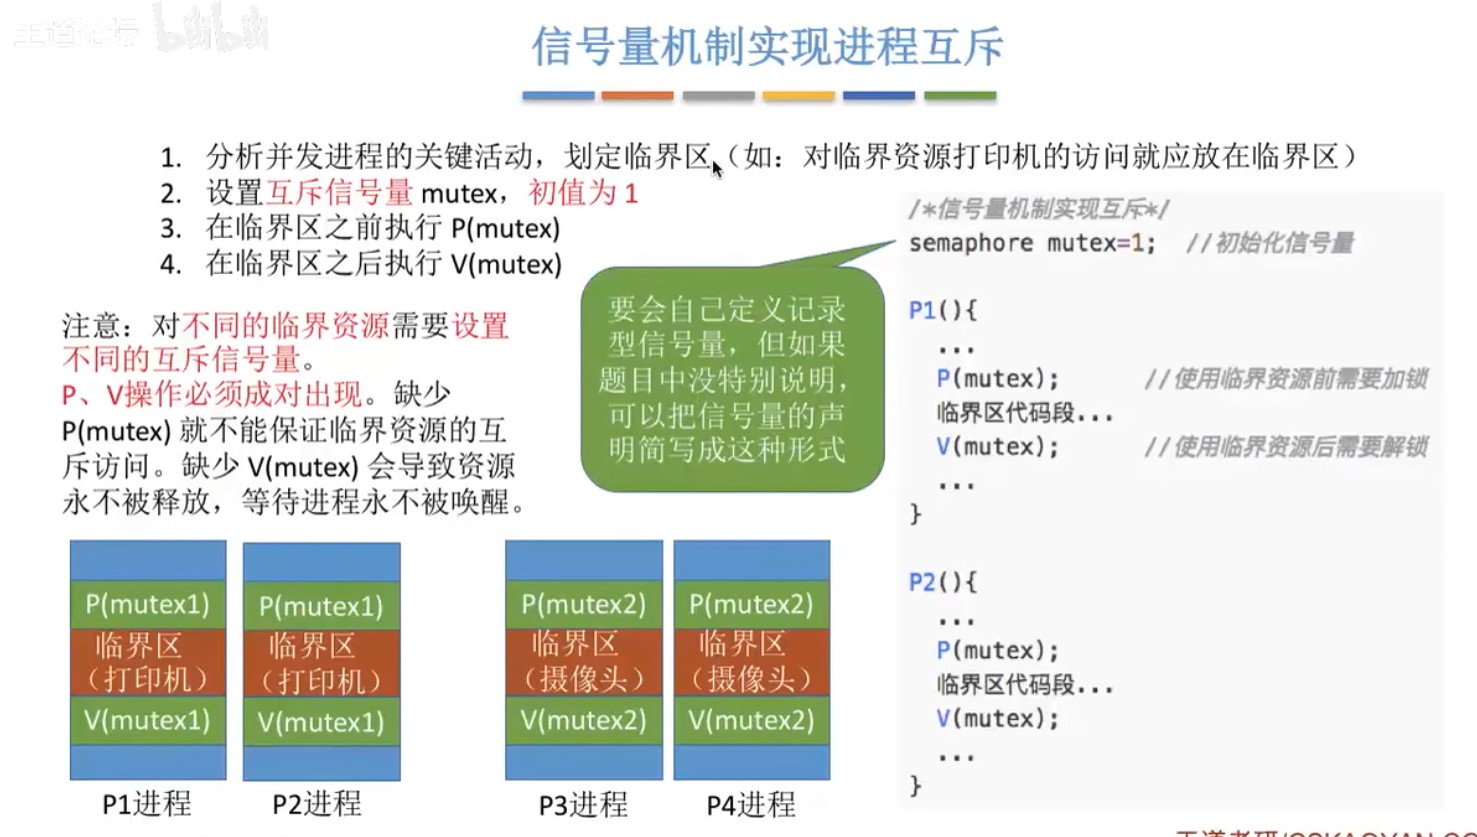 王道论坛 bilibili
信号量机制实现进程互斥
1. 分析并发进程的关键活动，划定临界区（如：对临界资源打印机的访问就应放在临界区）
2. 设置互斥信号量 mutex，初值为 1
3. 在临界区之前执行 P(mutex)
4. 在临界区之后执行 V(mutex)
注意：对不同的临界资源需要设置
不同的互斥信号量。
P、V操作必须成对出现。缺少
P(mutex) 就不能保证临界资源的互
斥访问。缺少 V(mutex) 会导致资源
永不被释放，等待进程永不被唤醒。
要会自己定义记录
型信号量，但如果
题目中没特别说明，
可以把信号量的声
明简写成这种形式
/*信号量机制实现互斥*/
semaphore mutex=1; //初始化信号量
P1(){
...
P(mutex); //使用临界资源前需要加锁
临界区代码段...
V(mutex); //使用临界资源后需要解锁
...
}
P2(){
...
P(mutex);
临界区代码段...
V(mutex);
...
}
P(mutex1)
临界区
（打印机）
V(mutex1)
P1进程
P(mutex1)
临界区
（打印机）
V(mutex1)
P2进程
P(mutex2)
临界区
（摄像头）
V(mutex2)
P3进程
P(mutex2)
临界区
（摄像头）
V(mutex2)
P4进程